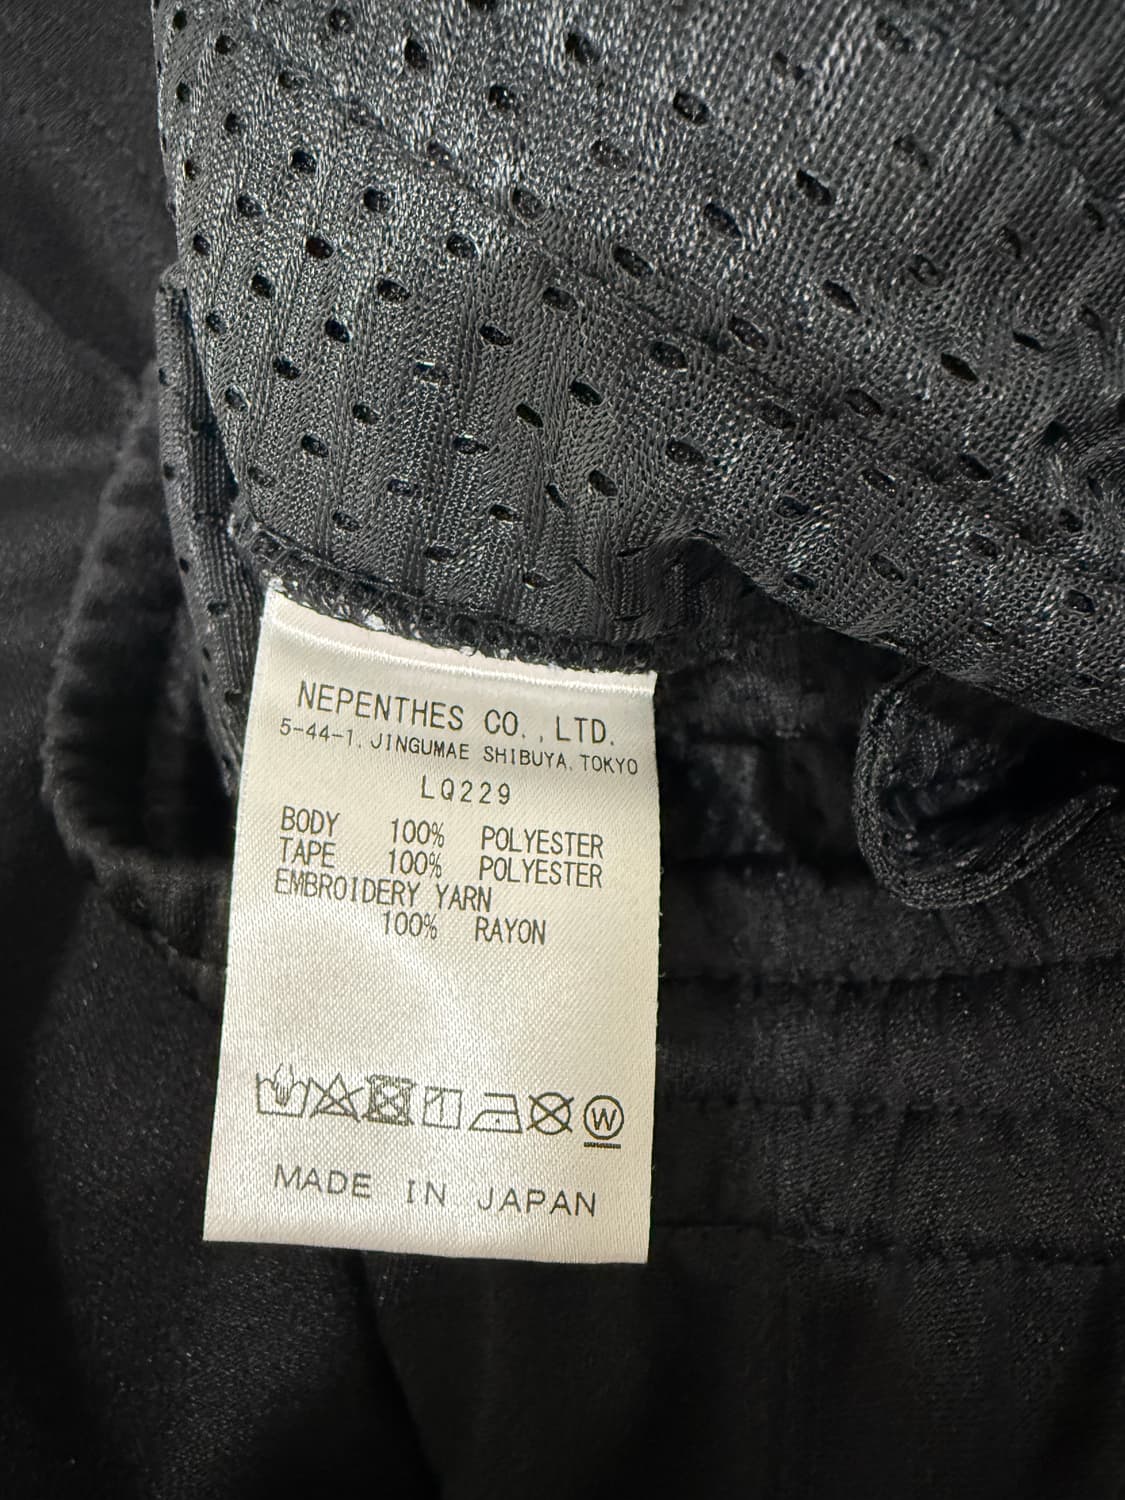 NEPENTHES CO., LTD.
5-44-1, JINGUMAE SHIBUYA, TOKYO
LQ229
BODY 100% POLYESTER
TAPE 100% POLYESTER
EMBROIDERY YARN
100% RAYON
W
MADE IN JAPAN